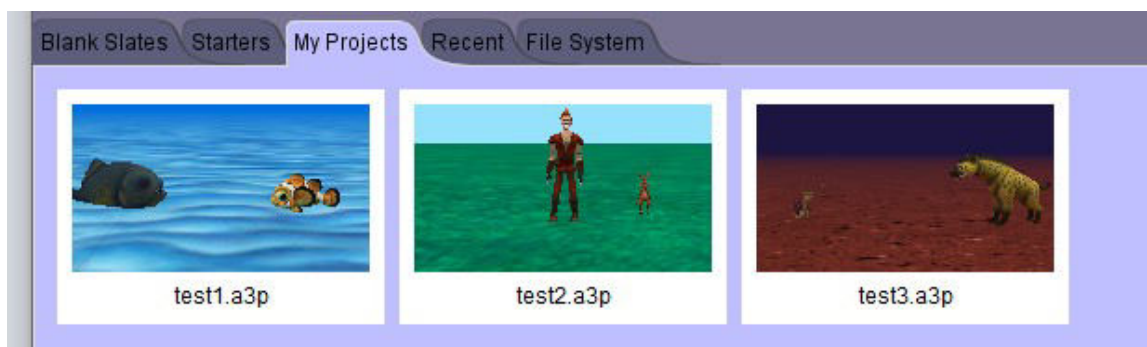 Blank Slates Starters My Projects Recent File System
test1.a3p test2.a3p test3.a3p